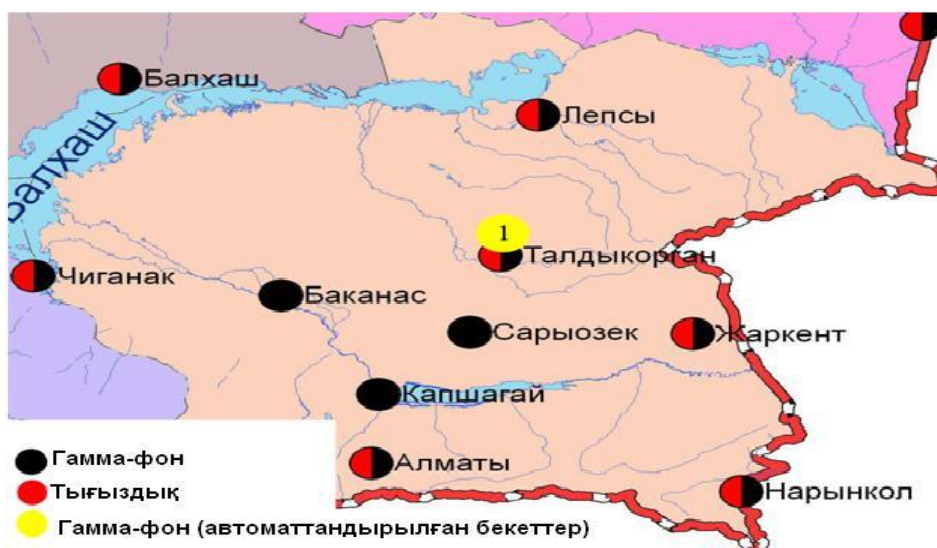 Балхаш
Лепсы
Балхаш
1
Талдыкорган
Чиганак
Баканас
Сарыозек
Жаркент
Капшагай
Алматы
Нарынкол
Гамма-фон
Тығыздық
Гамма-фон (автоматтандырылған бекеттер)